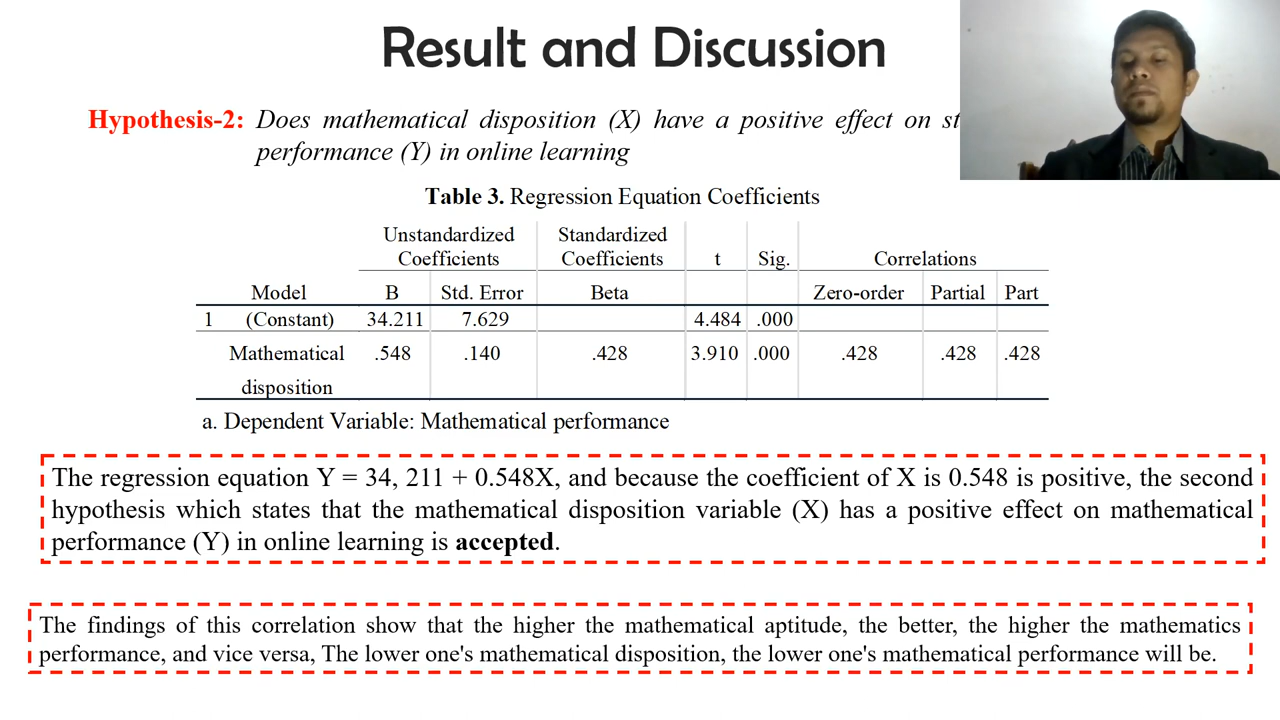 Result and Discussion
Hypothesis-2: Does mathematical disposition (X) have a positive effect on
performance (Y) in online learning
Table 3. Regression Equation Coefficients
Unstandardized Coefficients Standardized Coefficients t Sig. Correlations
Model B Std. Error Beta Zero-order Partial Part
1 (Constant) 34.211 7.629 4.484 .000
Mathematical disposition .548 .140 .428 3.910 .000 .428 .428 .428
a. Dependent Variable: Mathematical performance
The regression equation Y = 34, 211 + 0.548X, and because the coefficient of X is 0.548 is positive, the second
hypothesis which states that the mathematical disposition variable (X) has a positive effect on mathematical
performance (Y) in online learning is accepted.
The findings of this correlation show that the higher the mathematical aptitude, the better, the higher the mathematics
performance, and vice versa, The lower one's mathematical disposition, the lower one's mathematical performance will be.